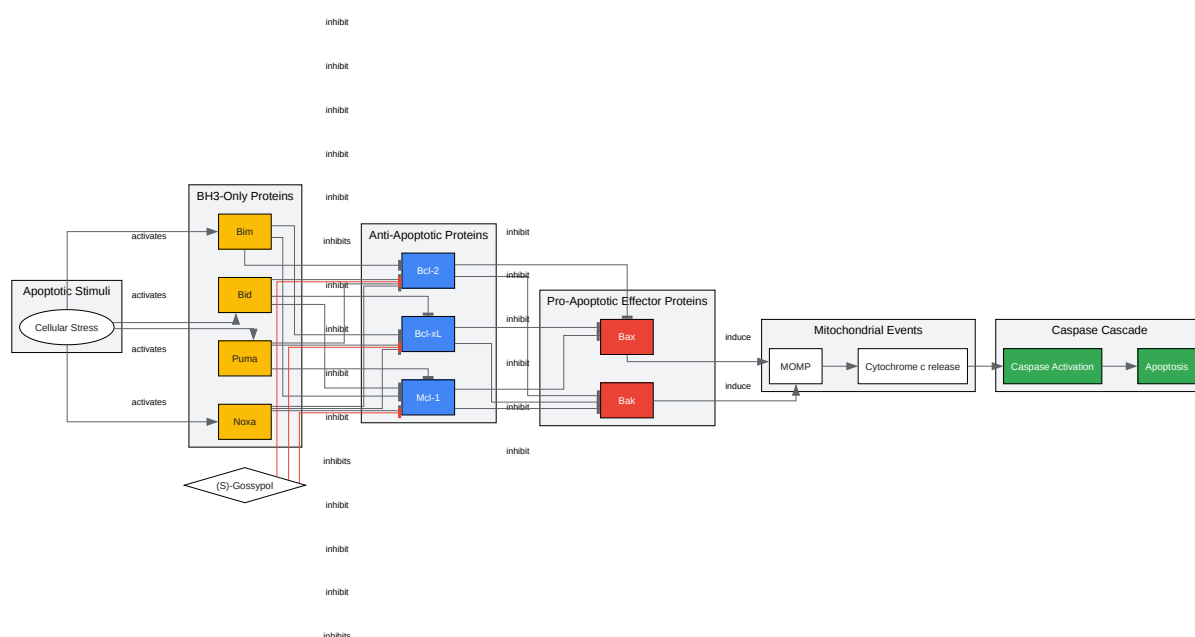 inhibit
inhibit
inhibit
inhibit
inhibit
inhibits
inhibit
inhibit
inhibit
inhibit
inhibits
inhibit
inhibit
inhibit
inhibits
Apoptotic Stimuli
Cellular Stress
activates
activates
activates
activates
BH3-Only Proteins
Bim
Bid
Puma
Noxa
(S)-Gossypol
Anti-Apoptotic Proteins
Bcl-2
Bcl-xL
Mcl-1
inhibit
inhibit
inhibit
inhibit
inhibit
inhibit
Pro-Apoptotic Effector Proteins
Bax
Bak
induce
induce
Mitochondrial Events
MOMP
Cytochrome c release
Caspase Cascade
Caspase Activation
Apoptosis